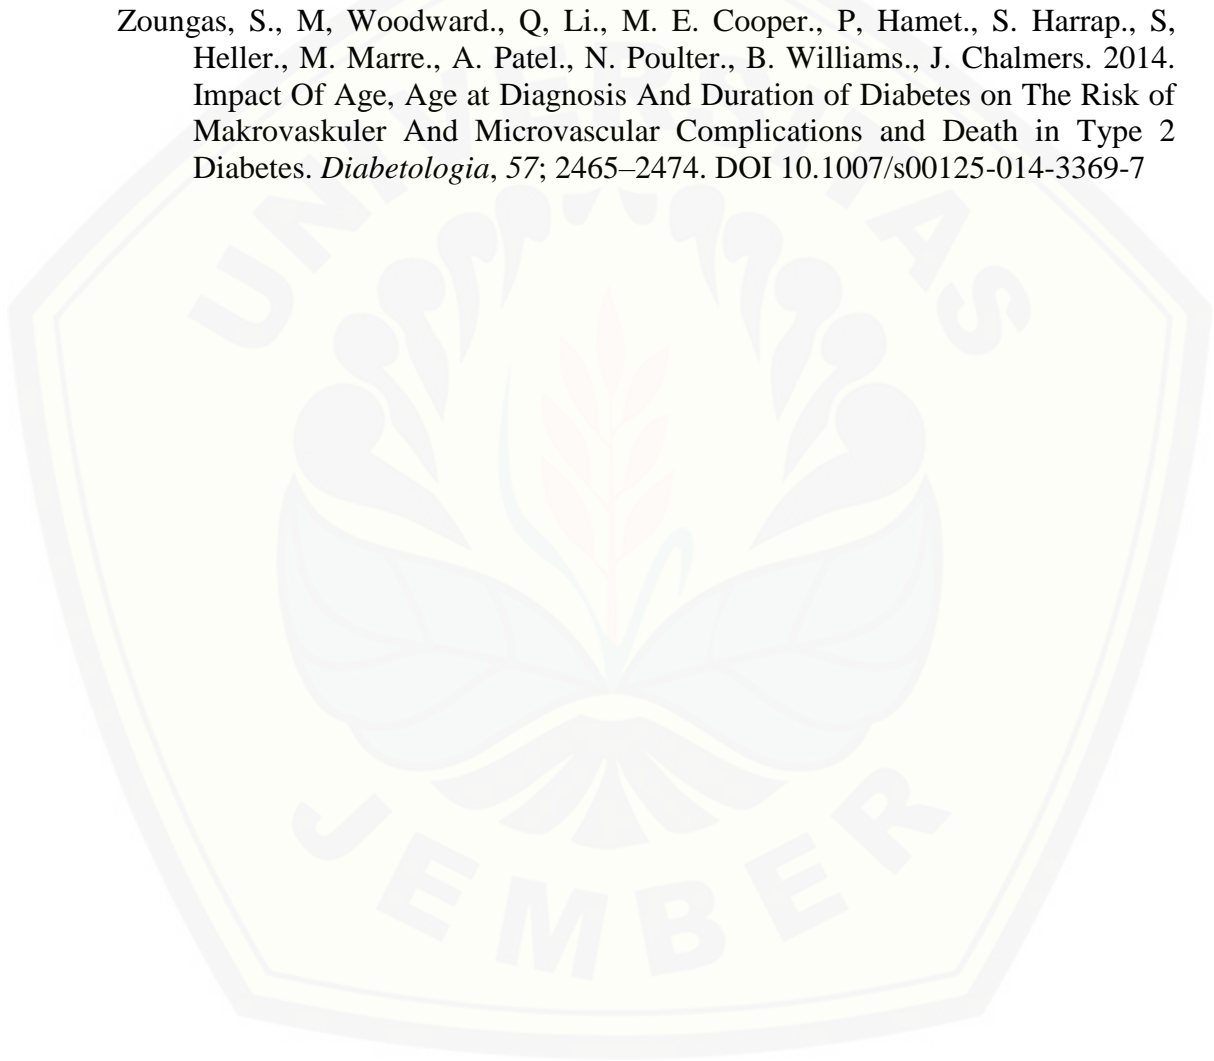 Zoungas, S., M, Woodward., Q, Li., M. E. Cooper., P, Hamet., S. Harrap., S,
Heller., M. Marre., A. Patel., N. Poulter., B. Williams., J. Chalmers. 2014.
Impact Of Age, Age at Diagnosis And Duration of Diabetes on The Risk of
Makrovaskuler And Microvascular Complications and Death in Type 2
Diabetes. Diabetologia, 57; 2465–2474. DOI 10.1007/s00125-014-3369-7
UNIVERSITAS
JEMBER